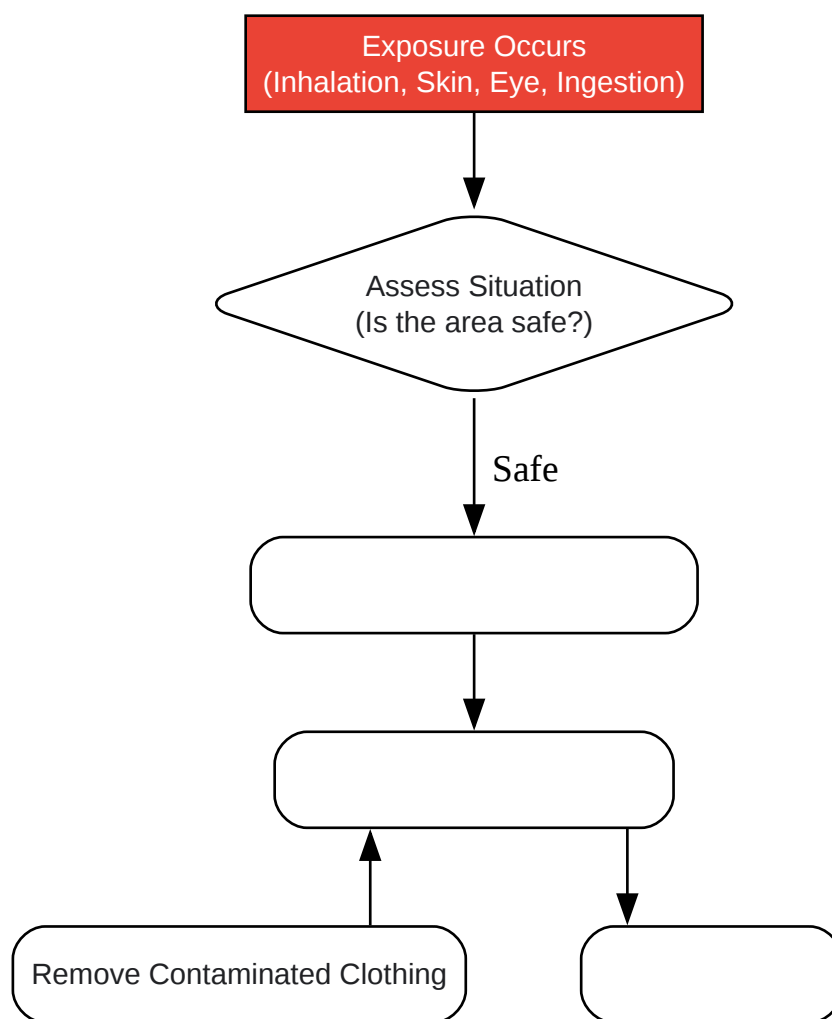 Exposure Occurs
(Inhalation, Skin, Eye, Ingestion)
Assess Situation
(Is the area safe?)
Safe
Remove Contaminated Clothing